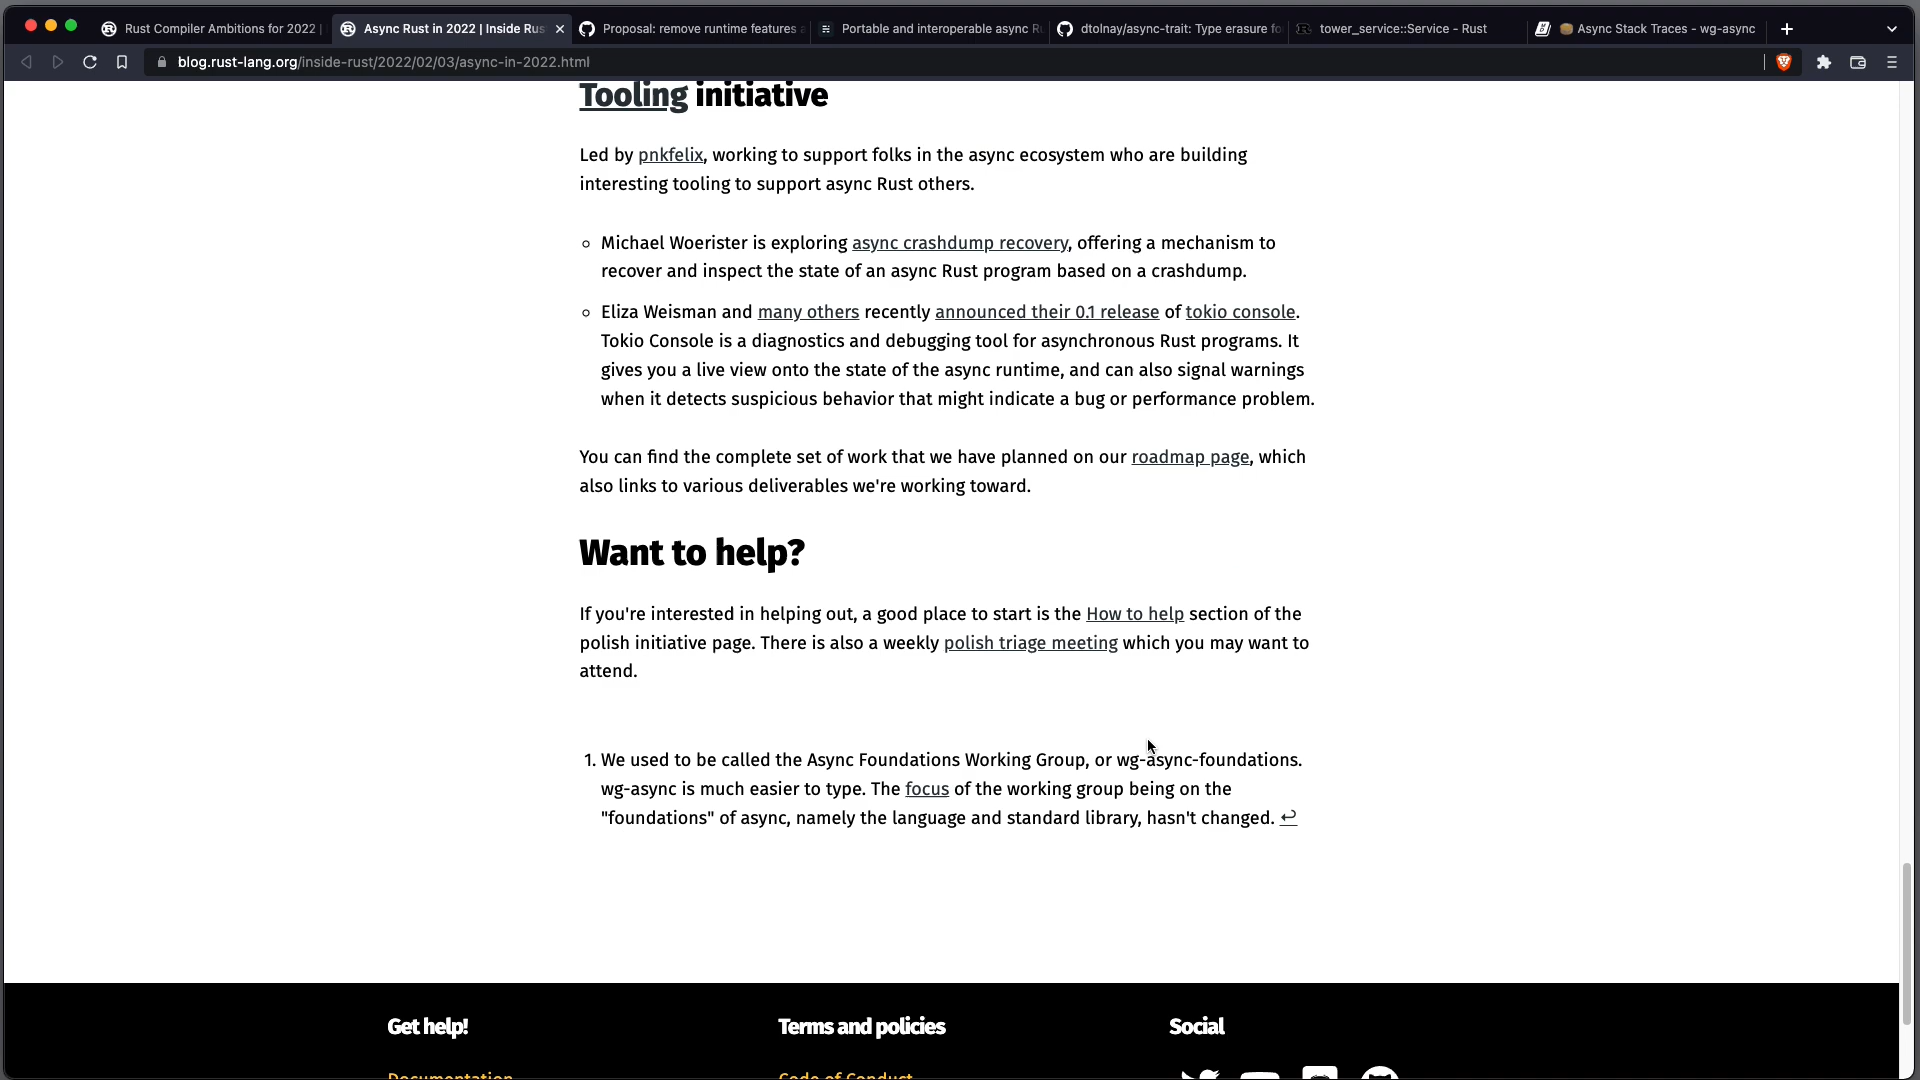 Rust Compiler Ambitions for 2022 |
Async Rust in 2022 | Inside Rus
Proposal: remove runtime features
Portable and interoperable async R
dtolnay/async-trait: Type erasure fo
tower_service::Service - Rust
Async Stack Traces - wg-async
blog.rust-lang.org/inside-rust/2022/02/03/async-in-2022.html
Tooling initiative
Led by pnkfelix, working to support folks in the async ecosystem who are building
interesting tooling to support async Rust others.
Michael Woerister is exploring async crashdump recovery, offering a mechanism to
recover and inspect the state of an async Rust program based on a crashdump.
Eliza Weisman and many others recently announced their 0.1 release of tokio console.
Tokio Console is a diagnostics and debugging tool for asynchronous Rust programs. It
gives you a live view onto the state of the async runtime, and can also signal warnings
when it detects suspicious behavior that might indicate a bug or performance problem.
You can find the complete set of work that we have planned on our roadmap page, which
also links to various deliverables we're working toward.
Want to help?
If you're interested in helping out, a good place to start is the How to help section of the
polish initiative page. There is also a weekly polish triage meeting which you may want to
attend.
1. We used to be called the Async Foundations Working Group, or wg-async-foundations.
wg-async is much easier to type. The focus of the working group being on the
"foundations" of async, namely the language and standard library, hasn't changed. ↩
Get help!
Terms and policies
Social
Documentation
Code of Conduct